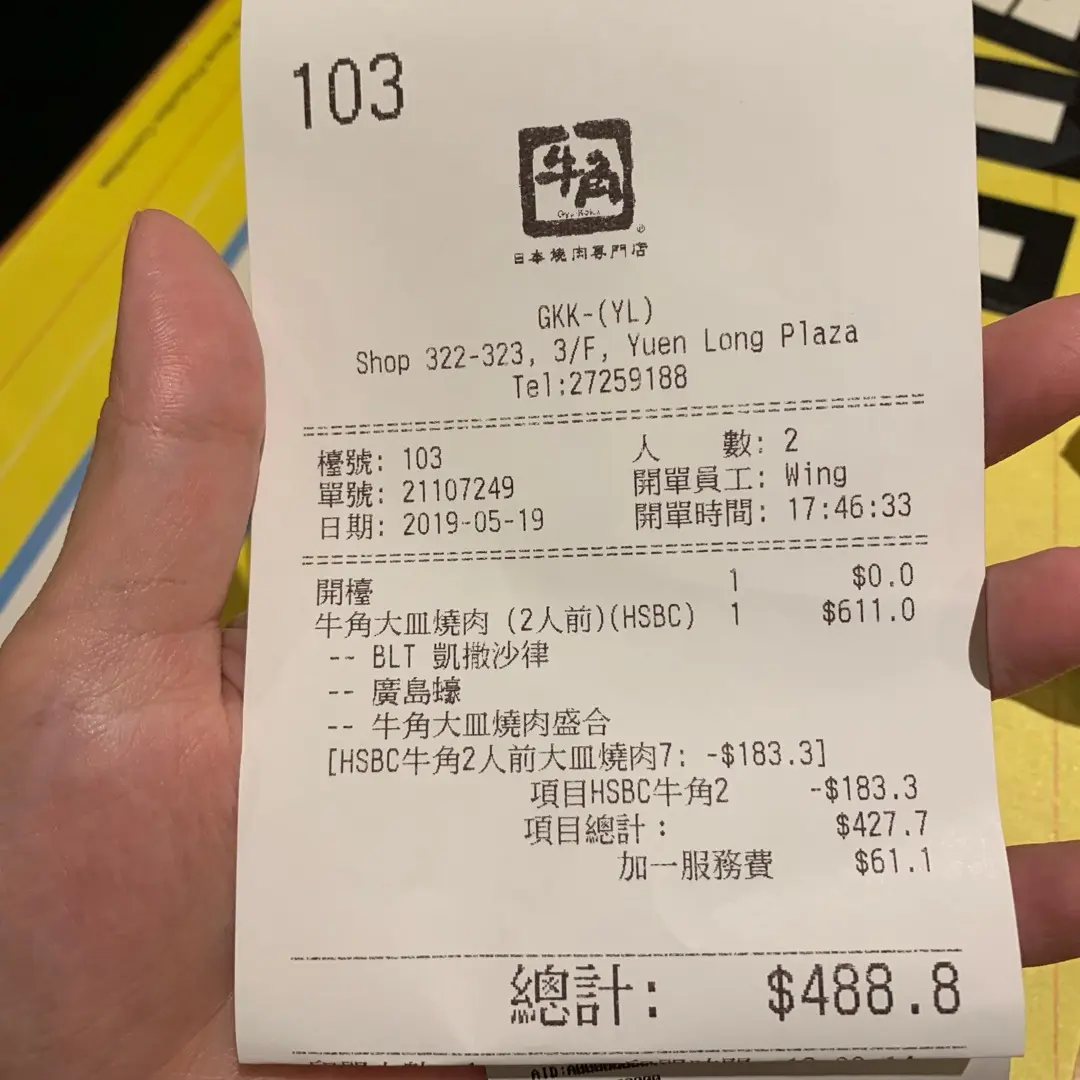 103
牛角
Gyu-Kaku
®
日本燒肉専門店
GKK-(YL)
Shop 322-323, 3/F, Yuen Long Plaza
Tel:27259188
檯號: 103 人 數: 2
單號: 21107249 開單員工: Wing
日期: 2019-05-19 開單時間: 17:46:33
開檯 1 $0.0
牛角大皿燒肉 (2人前)(HSBC) 1 $611.0
-- BLT 凱撒沙律
-- 廣島蠔
-- 牛角大皿燒肉盛合
[HSBC牛角2人前大皿燒肉7: -$183.3]
項目HSBC牛角2 -$183.3
項目總計: $427.7
加一服務費 $61.1
總計: $488.8